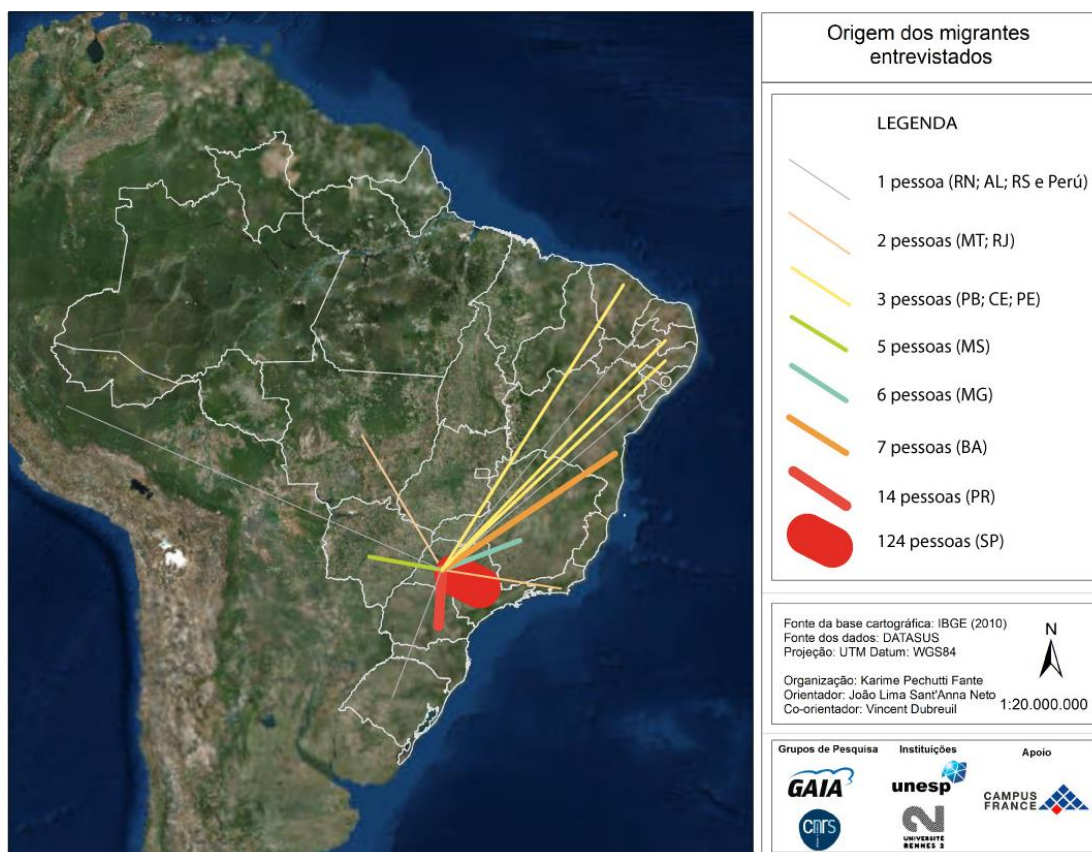 Origem dos migrantes
entrevistados
LEGENDA
1 pessoa (RN; AL; RS e Perú)
2 pessoas (MT; RJ)
3 pessoas (PB; CE; PE)
5 pessoas (MS)
6 pessoas (MG)
7 pessoas (BA)
14 pessoas (PR)
124 pessoas (SP)
Fonte da base cartográfica: IBGE (2010)
Fonte dos dados: DATASUS
Projeção: UTM Datum: WGS84
Organização: Karime Pechutti Fante
Orientador: João Lima Sant'Anna Neto
Co-orientador: Vincent Dubreuil
N
1:20.000.000
Grupos de Pesquisa
GAIA
cnrs
Instituições
unesp
UNIVERSITÉ
RENNES 2
Apoio
CAMPUS
FRANCE